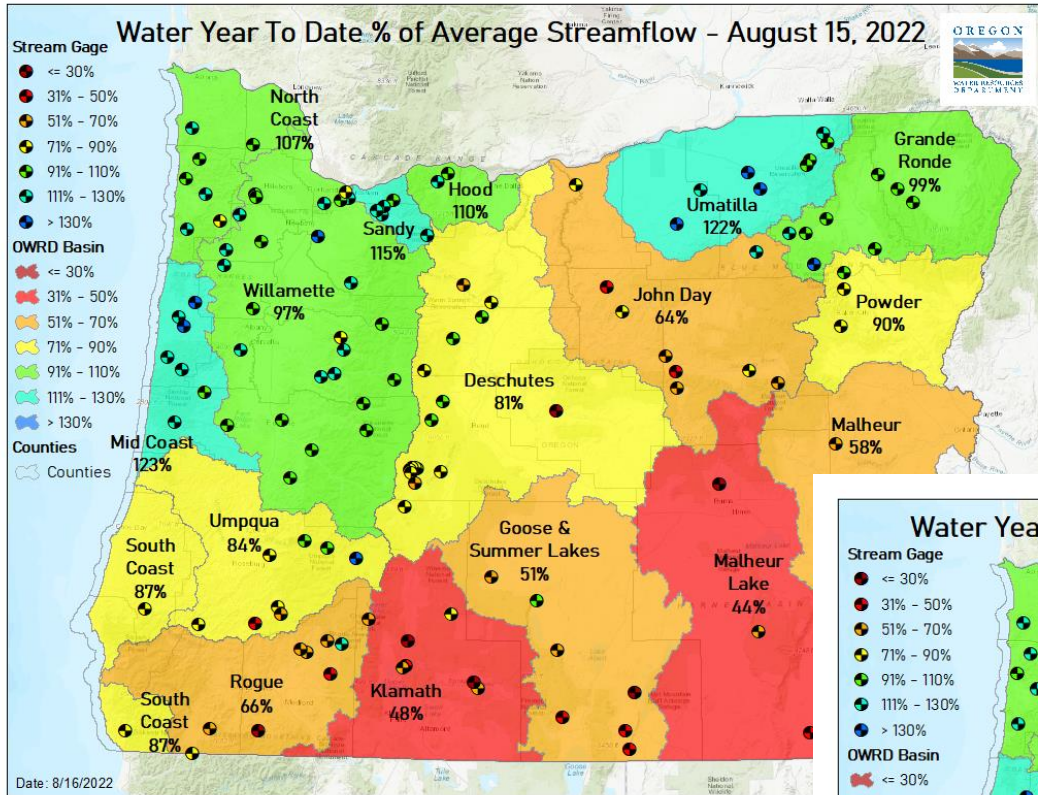 Water Year To Date % of Average Streamflow - August 15, 2022
OREGON
WATER RESOURCES
DEPARTMENT
Stream Gage
<= 30%
31% - 50%
51% - 70%
71% - 90%
91% - 110%
111% - 130%
> 130%
OWRD Basin
<= 30%
31% - 50%
51% - 70%
71% - 90%
91% - 110%
111% - 130%
> 130%
Counties
Counties
North
Coast
107%
Hood
110%
Sandy
115%
Umatilla
122%
Grande
Ronde
99%
Willamette
97%
John Day
64%
Powder
90%
Deschutes
81%
Malheur
58%
Mid Coast
123%
Umpqua
84%
South
Coast
87%
Goose &
Summer Lakes
51%
Malheur
Lake
44%
Rogue
66%
Klamath
48%
South
Coast
87%
CASCADE RANGE
Date: 8/16/2022
Water Yea
Stream Gage
<= 30%
31% - 50%
51% - 70%
71% - 90%
91% - 110%
111% - 130%
> 130%
OWRD Basin
<= 30%